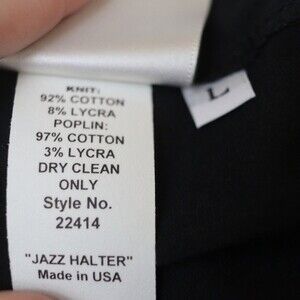 KNIT:
92% COTTON
8% LYCRA
POPLIN:
97% COTTON
3% LYCRA
DRY CLEAN
ONLY
Style No.
22414
"JAZZ HALTER"
Made in USA
L